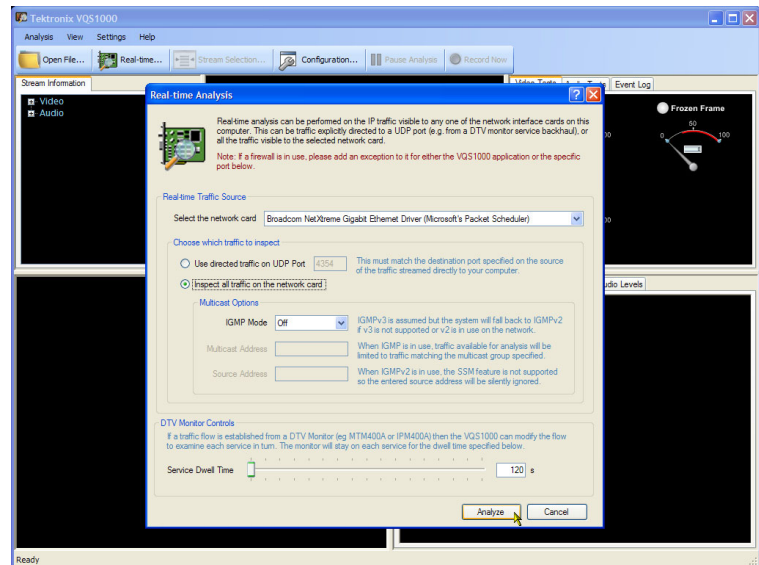 Tektronix VQS1000
Analysis View Settings Help
Open File... Real-time... Stream Selection... Configuration... Pause Analysis Record Now
Stream Information
Event Log
Video
Audio
Frozen Frame
50
0 100
Real-time Analysis
Real-time analysis can be performed on the IP traffic visible to any one of the network interface cards on this
computer. This can be traffic explicitly directed to a UDP port (e.g. from a DTV monitor service backhaul), or
all the traffic visible to the selected network card.
Note: If a firewall is in use, please add an exception to it for either the VQS1000 application or the specific
port below.
Real-time Traffic Source
Select the network card Broadcom NetXtreme Gigabit Ethernet Driver (Microsoft's Packet Scheduler)
Choose which traffic to inspect
Use directed traffic on UDP Port 4354
This must match the destination port specified on the source
of the traffic streamed directly to your computer.
Inspect all traffic on the network card
Multicast Options
IGMP Mode Off
IGMPv3 is assumed but the system will fall back to IGMPv2
if v3 is not supported or v2 is in use on the network.
Multicast Address
When IGMP is in use, traffic available for analysis will be
limited to traffic matching the multicast group specified.
Source Address
When IGMPv2 is in use, the SSM feature is not supported
so the entered source address will be silently ignored.
DTV Monitor Controls
If a traffic flow is established from a DTV Monitor (eg MTM400A or IPM400A) then the VQS1000 can modify the flow
to examine each service in turn. The monitor will stay on each service for the dwell time specified below.
Service Dwell Time 120 s
Analyze Cancel
Levels
Ready